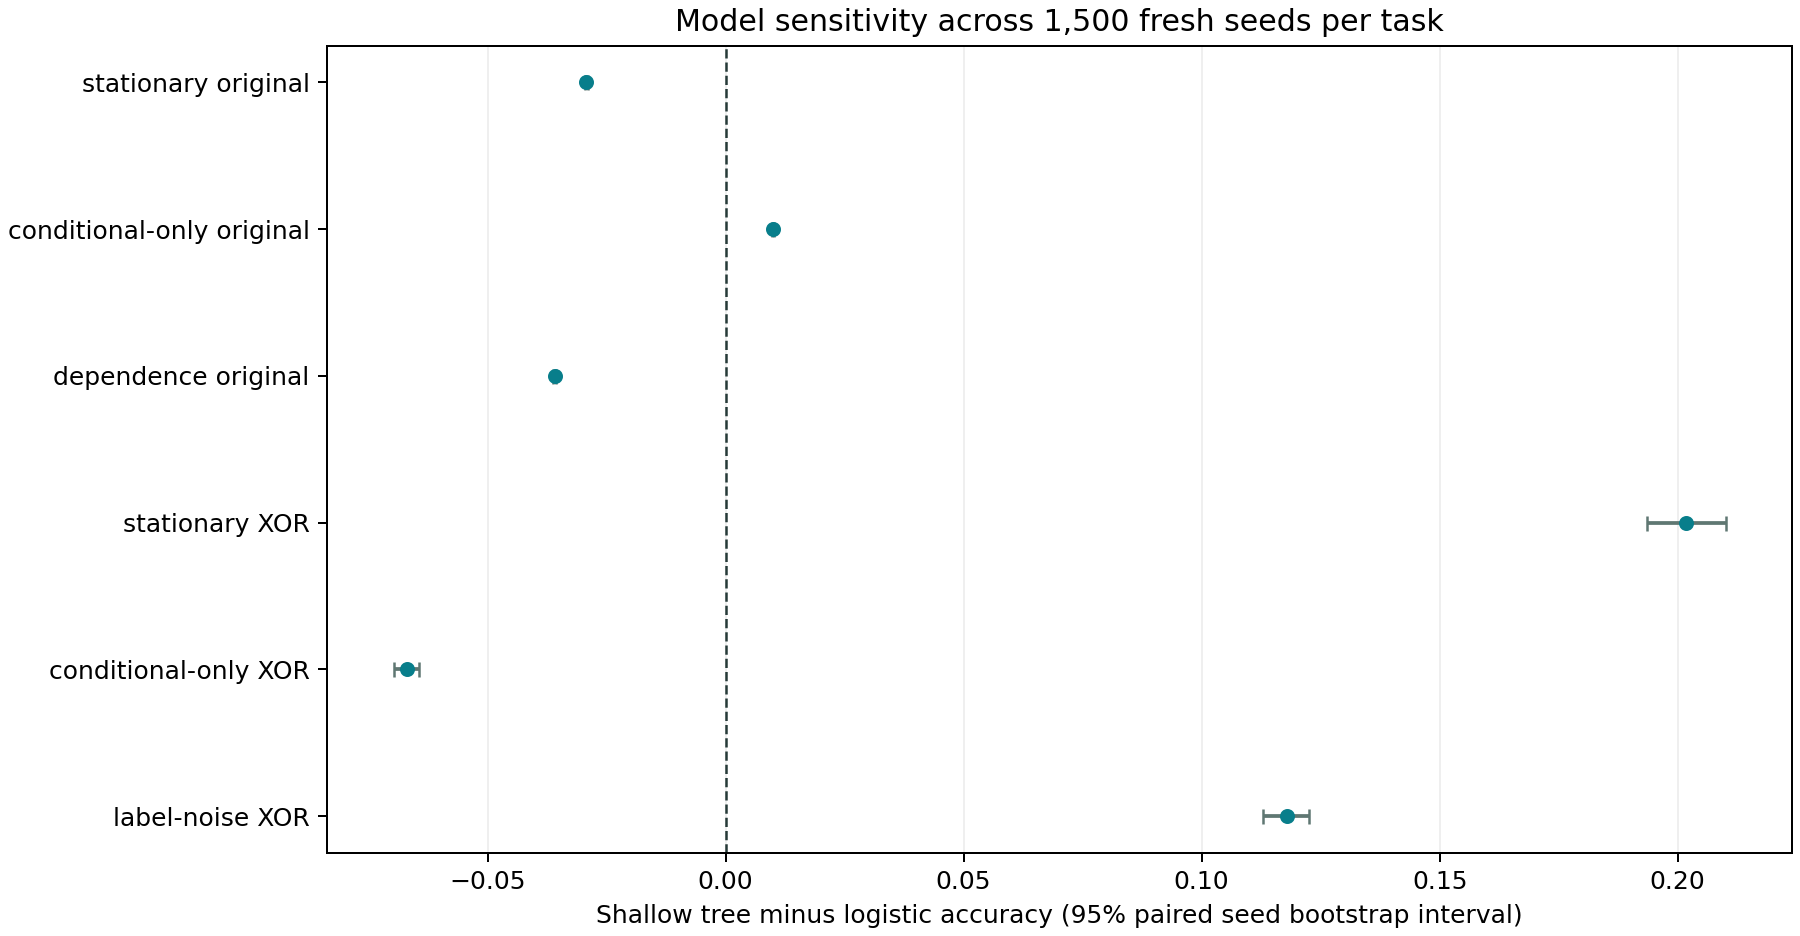 Model sensitivity across 1,500 fresh seeds per task
stationary original
conditional-only original
dependence original
stationary XOR
conditional-only XOR
label-noise XOR
−0.05 0.00 0.05 0.10 0.15 0.20
Shallow tree minus logistic accuracy (95% paired seed bootstrap interval)